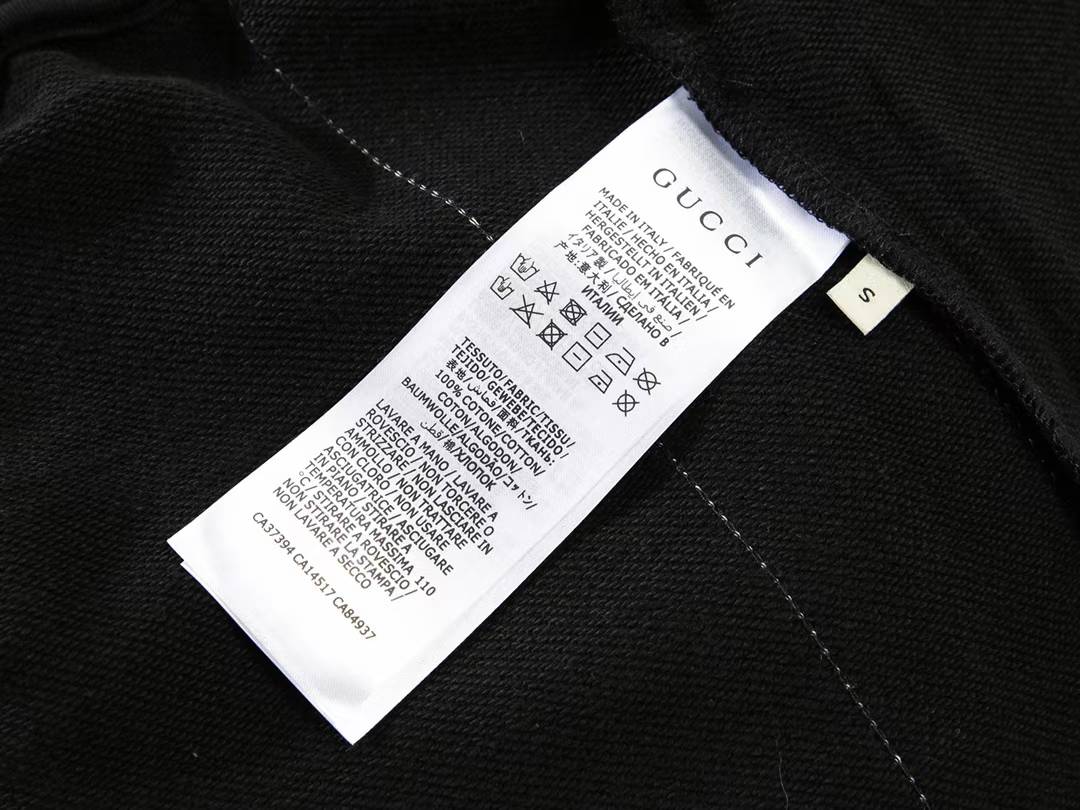 GUCCI
MADE IN ITALY / FABRIQUÉ EN
ITALIE / HECHO EN ITALIA /
HERGESTELLT IN ITALIEN /
FABRICADO EM ITÁLIA /
イタリア製 / صنع في إيطاليا /
产地:意大利 / СДЕЛАНО В
ИТАЛИИ
S
TESSUTO/FABRIC/TISSU/
TEJIDO/GEWEBE/TECIDO/
表地/قماش/面料/ТКАНЬ:
100% COTONE/COTTON/
COTON/ALGODON/
BAUMWOLLE/ALGODÃO/コットン/
قطن/棉/ХЛОПОК
LAVARE A MANO / LAVARE A
ROVESCIO / NON TORCERE O
STRIZZARE / NON LASCIARE IN
AMMOLLO / NON TRATTARE
CON CLORO / NON USARE
ASCIUGATRICE / ASCIUGARE
IN PIANO / STIRARE A
TEMPERATURA MASSIMA 110
°C / STIRARE A ROVESCIO /
NON STIRARE LA STAMPA /
NON LAVARE A SECCO
CA37394 CA14517 CA84937